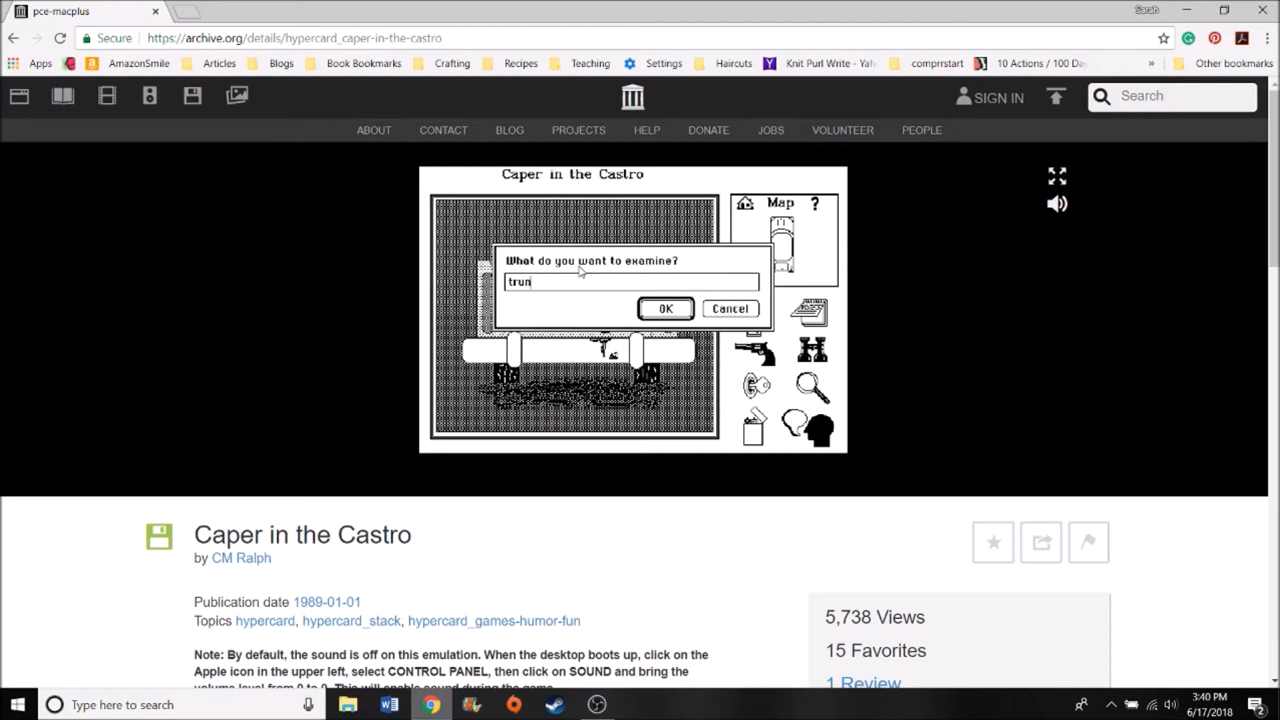 pce-macplus
Sarah
Secure
https://archive.org/details/hypercard_caper-in-the-castro
Apps
AmazonSmile
Articles
Blogs
Book Bookmarks
Crafting
Recipes
Teaching
Settings
Haircuts
Knit Purl Write - Yah
comprrstart
10 Actions / 100 Da
»
Other bookmarks
SIGN IN
Search
ABOUT
CONTACT
BLOG
PROJECTS
HELP
DONATE
JOBS
VOLUNTEER
PEOPLE
Caper in the Castro
Map
?
What do you want to examine?
trun
OK
Cancel
Caper in the Castro
by CM Ralph
Publication date 1989-01-01
Topics hypercard, hypercard_stack, hypercard_games-humor-fun
Note: By default, the sound is off on this emulation. When the desktop boots up, click on the
Apple icon in the upper left, select CONTROL PANEL, then click on SOUND and bring the
5,738 Views
15 Favorites
1 Review
Type here to search
3:40 PM
6/17/2018
2